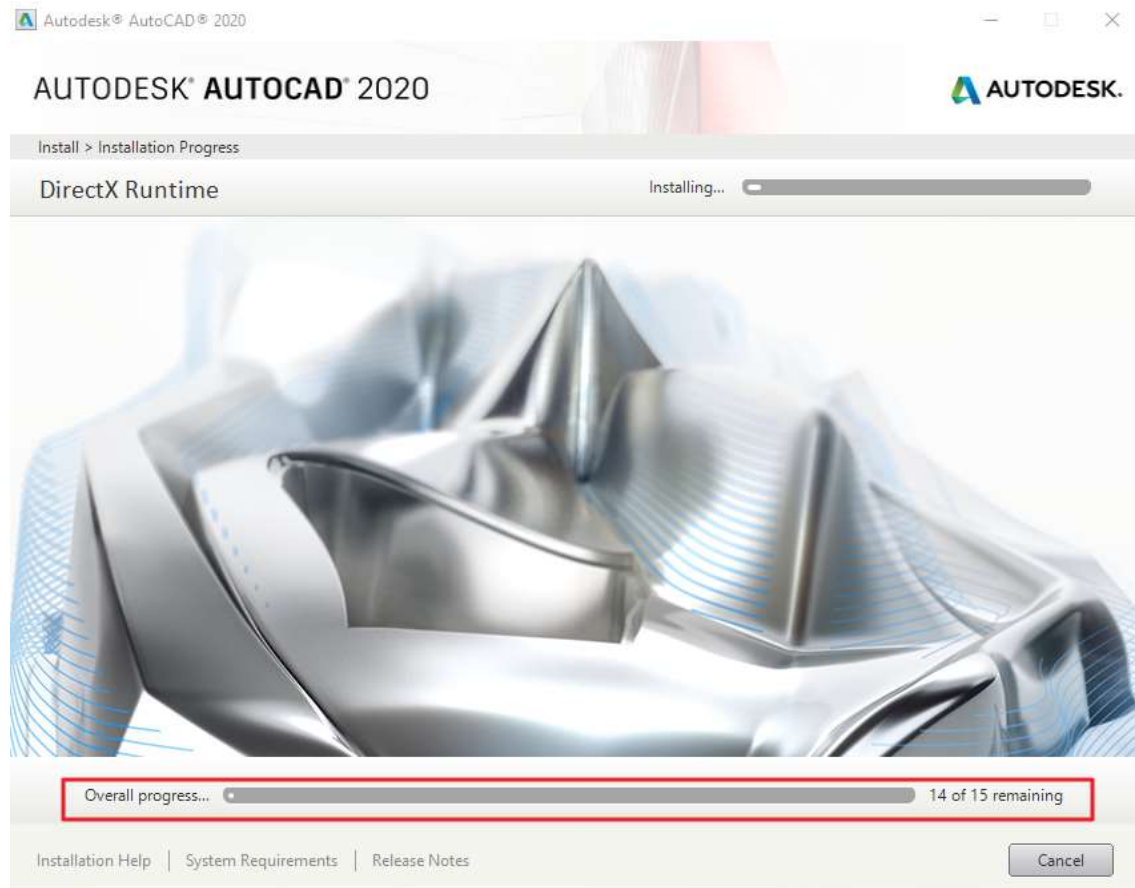 Autodesk® AutoCAD® 2020
AUTODESK® AUTOCAD® 2020
AUTODESK.
Install > Installation Progress
DirectX Runtime
Installing...
Overall progress...
14 of 15 remaining
Installation Help | System Requirements | Release Notes
Cancel